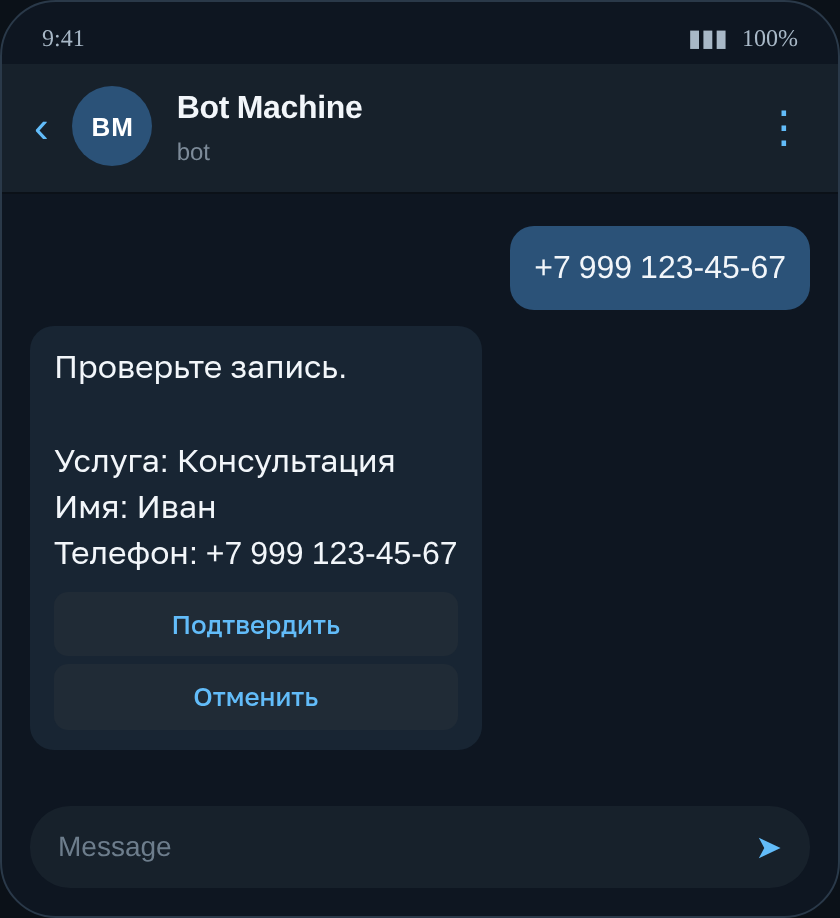 9:41 100%
‹ BM Bot Machine ⋮
bot
+7 999 123-45-67
Проверьте запись.
Услуга: Консультация
Имя: Иван
Телефон: +7 999 123-45-67
Подтвердить
Отменить
Message ➤